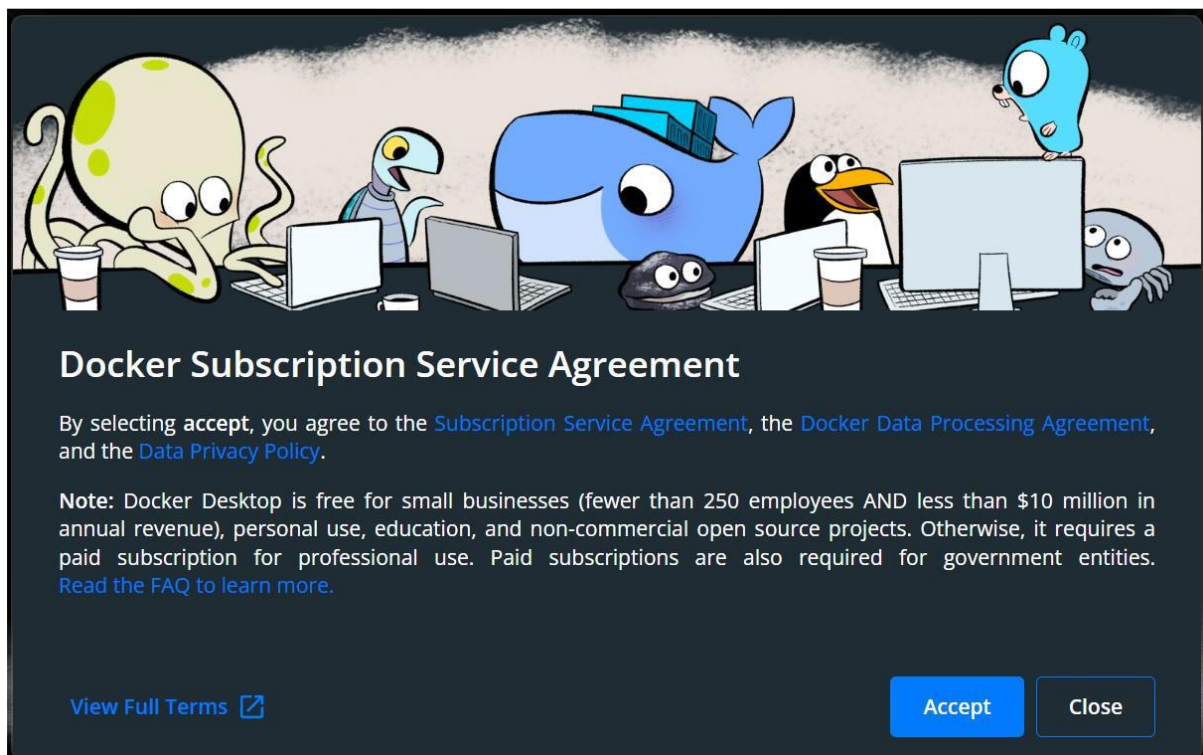 Docker Subscription Service Agreement
By selecting accept, you agree to the Subscription Service Agreement, the Docker Data Processing Agreement,
and the Data Privacy Policy.
Note: Docker Desktop is free for small businesses (fewer than 250 employees AND less than $10 million in
annual revenue), personal use, education, and non-commercial open source projects. Otherwise, it requires a
paid subscription for professional use. Paid subscriptions are also required for government entities.
Read the FAQ to learn more.
View Full Terms
Accept
Close